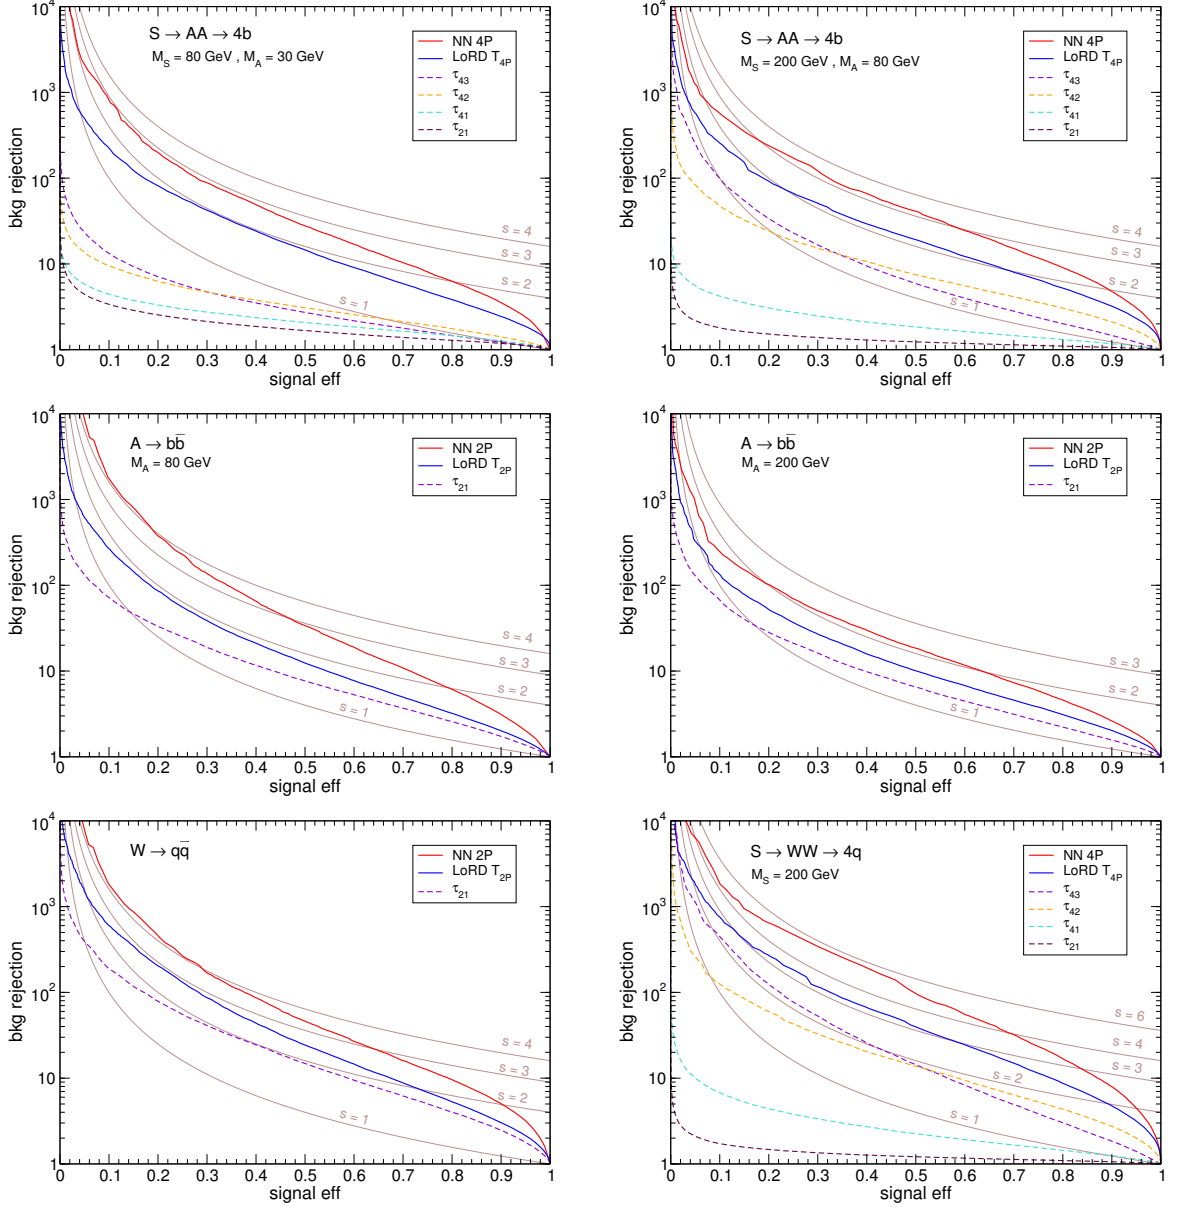 S → AA → 4b
M_S = 80 GeV , M_A = 30 GeV
NN 4P
LoRD T_4P
τ_43
τ_42
τ_41
τ_21
s = 4
s = 3
s = 2
s = 1
10^4
10^3
10^2
10
1
bkg rejection
0 0.1 0.2 0.3 0.4 0.5 0.6 0.7 0.8 0.9 1
signal eff
S → AA → 4b
M_S = 200 GeV , M_A = 80 GeV
NN 4P
LoRD T_4P
τ_43
τ_42
τ_41
τ_21
s = 4
s = 3
s = 2
s = 1
10^4
10^3
10^2
10
1
bkg rejection
0 0.1 0.2 0.3 0.4 0.5 0.6 0.7 0.8 0.9 1
signal eff
A → bb̅
M_A = 80 GeV
NN 2P
LoRD T_2P
τ_21
s = 4
s = 3
s = 2
s = 1
10^4
10^3
10^2
10
1
bkg rejection
0 0.1 0.2 0.3 0.4 0.5 0.6 0.7 0.8 0.9 1
signal eff
A → bb̅
M_A = 200 GeV
NN 2P
LoRD T_2P
τ_21
s = 3
s = 2
s = 1
10^4
10^3
10^2
10
1
bkg rejection
0 0.1 0.2 0.3 0.4 0.5 0.6 0.7 0.8 0.9 1
signal eff
W → qq̅
NN 2P
LoRD T_2P
τ_21
s = 4
s = 3
s = 2
s = 1
10^4
10^3
10^2
10
1
bkg rejection
0 0.1 0.2 0.3 0.4 0.5 0.6 0.7 0.8 0.9 1
signal eff
S → WW → 4q
M_S = 200 GeV
NN 4P
LoRD T_4P
τ_43
τ_42
τ_41
τ_21
s = 6
s = 4
s = 3
s = 2
s = 1
10^4
10^3
10^2
10
1
bkg rejection
0 0.1 0.2 0.3 0.4 0.5 0.6 0.7 0.8 0.9 1
signal eff